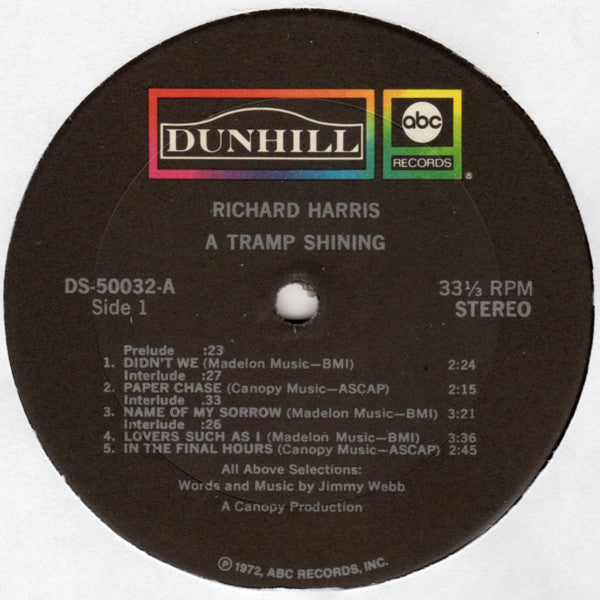 DUNHILL
abc
RECORDS
®
RICHARD HARRIS
A TRAMP SHINING
DS-50032-A
Side 1
33⅓ RPM
STEREO
Prelude :23
1. DIDN'T WE (Madelon Music—BMI) 2:24
Interlude :27
2. PAPER CHASE (Canopy Music—ASCAP) 2:15
Interlude .33
3. NAME OF MY SORROW (Madelon Music—BMI) 3:21
Interlude :26
4. LOVERS SUCH AS I (Madelon Music—BMI) 3:36
5. IN THE FINAL HOURS (Canopy Music—ASCAP) 2:45
All Above Selections:
Words and Music by Jimmy Webb
A Canopy Production
℗ 1972, ABC RECORDS, INC.